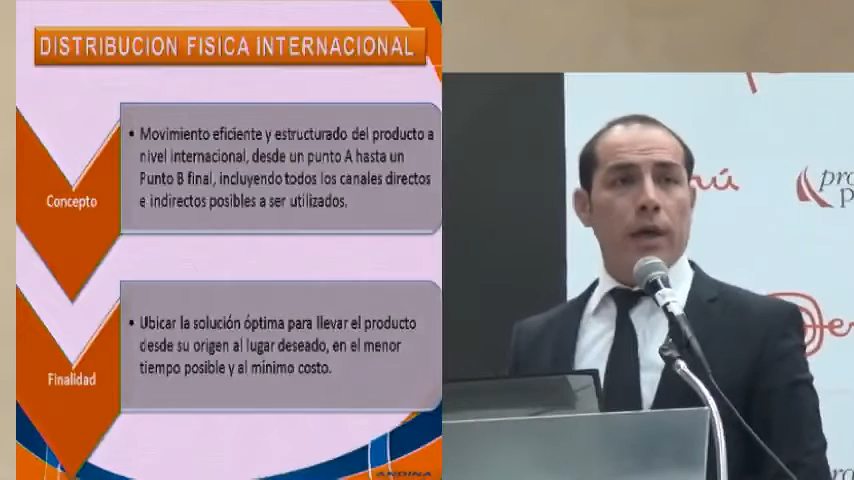 DISTRIBUCION FISICA INTERNACIONAL
Concepto
• Movimiento eficiente y estructurado del producto a
nivel internacional, desde un punto A hasta un
Punto B final, incluyendo todos los canales directos
e indirectos posibles a ser utilizados.
Finalidad
• Ubicar la solución óptima para llevar el producto
desde su origen al lugar deseado, en el menor
tiempo posible y al mínimo costo.
ANDINA